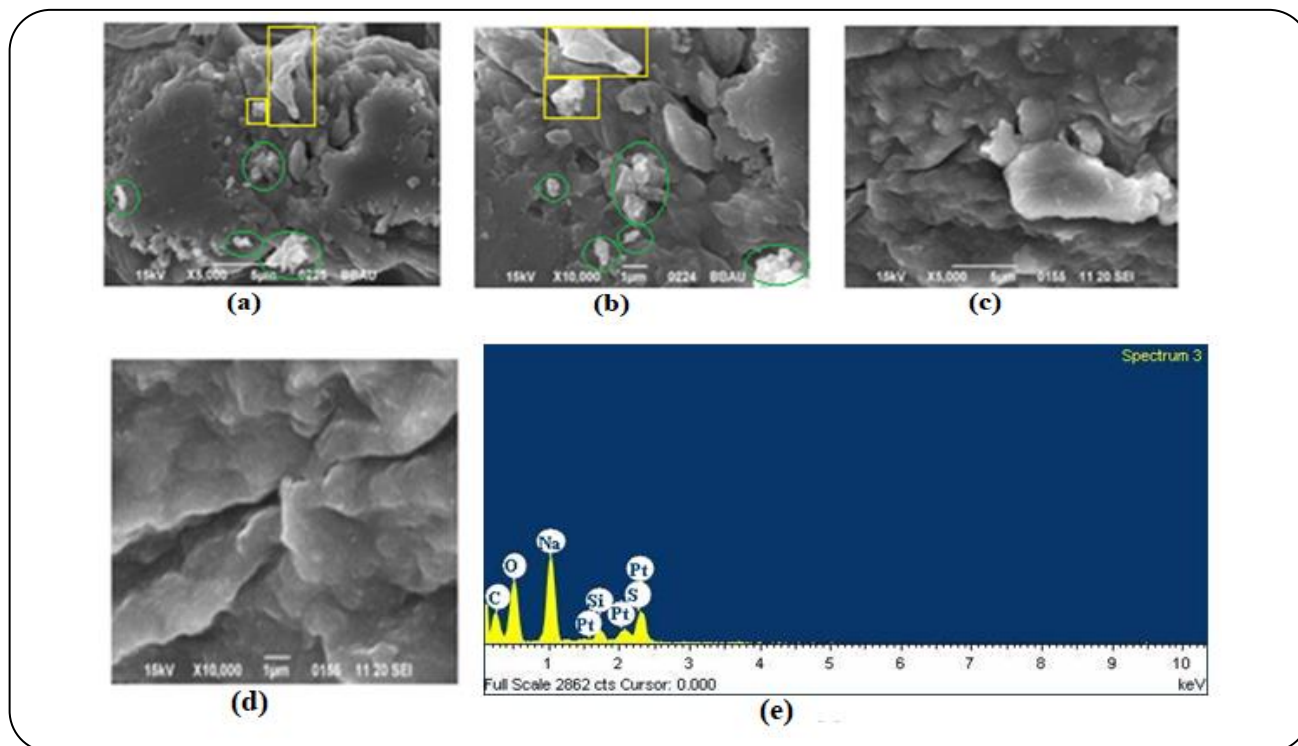 15kV X5,000 5µm 0225 BBAU
15kV X10,000 1µm 0224 BBAU
15kV X5,000 5µm 0155 11 20 SEI
(a)
(b)
(c)
15kV X10,000 1µm 0156 11 20 SEI
(d)
Spectrum 3
C
O
Na
Pt
Si
Pt
S
Pt
1 2 3 4 5 6 7 8 9 10
Full Scale 2862 cts Cursor: 0.000 keV
(e)